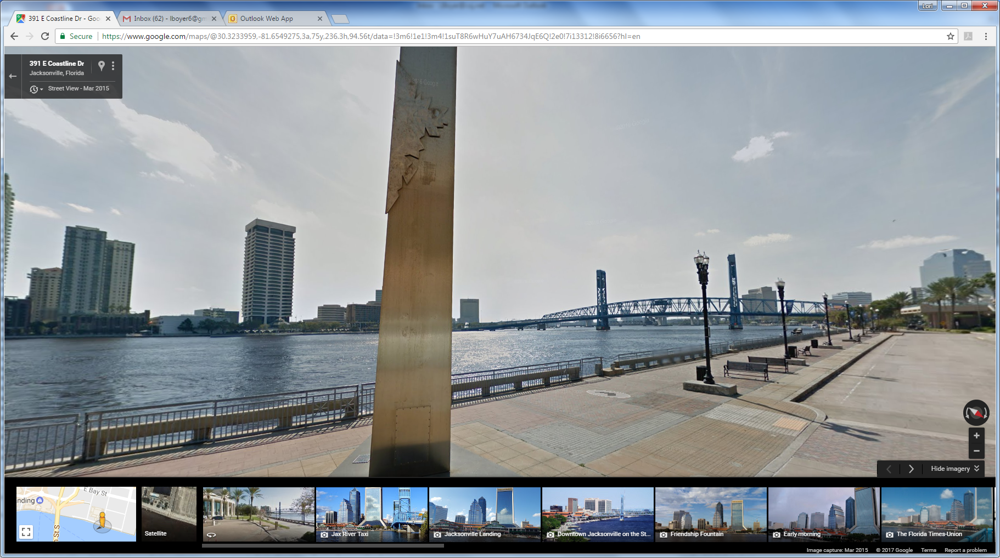 Lori
391 E Coastline Dr - Goo
Inbox (62) - lboyer6@gm
Outlook Web App
Secure
https://www.google.com/maps/@30.3233959,-81.6549275,3a,75y,236.3h,94.56t/data=!3m6!1e1!3m4!1suT8R6wHuY7uAH6734JqE6Q!2e0!7i13312!8i6656?hl=en
391 E Coastline Dr
Jacksonville, Florida
Street View - Mar 2015
Hide imagery
E Bay St
nding
n St S
Satellite
Jax River Taxi
Jacksonville Landing
Downtown Jacksonville on the St...
Friendship Fountain
Early morning
The Florida Times-Union
Image capture: Mar 2015 © 2017 Google Terms Report a problem